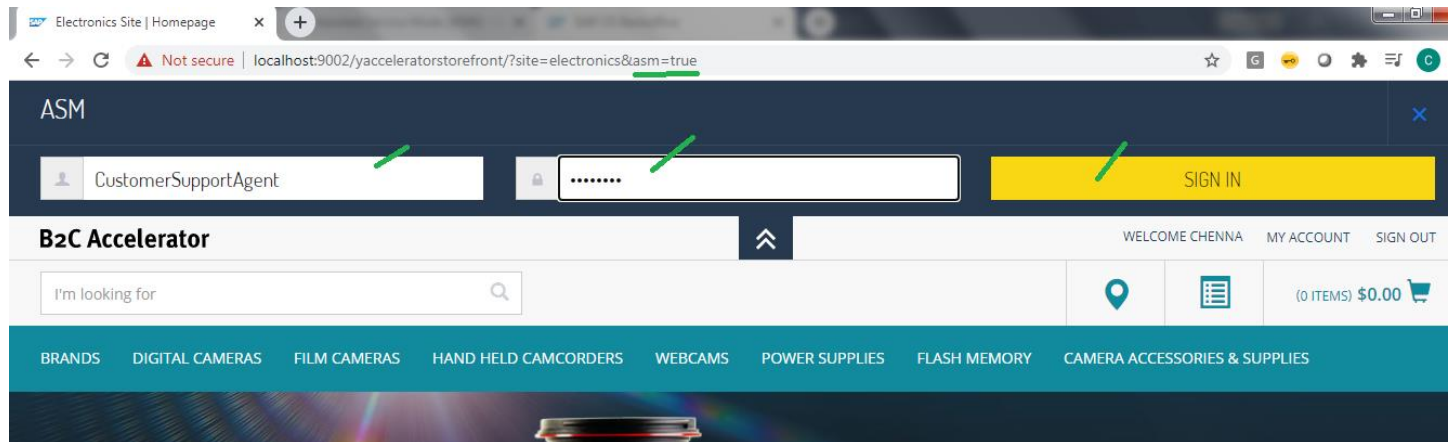 SAP Electronics Site | Homepage
Not secure | localhost:9002/yacceleratorstorefront/?site=electronics&asm=true
G
C
ASM
CustomerSupportAgent
••••••••
SIGN IN
B2C Accelerator
WELCOME CHENNA MY ACCOUNT SIGN OUT
I'm looking for
(0 ITEMS) $0.00
BRANDS DIGITAL CAMERAS FILM CAMERAS HAND HELD CAMCORDERS WEBCAMS POWER SUPPLIES FLASH MEMORY CAMERA ACCESSORIES & SUPPLIES